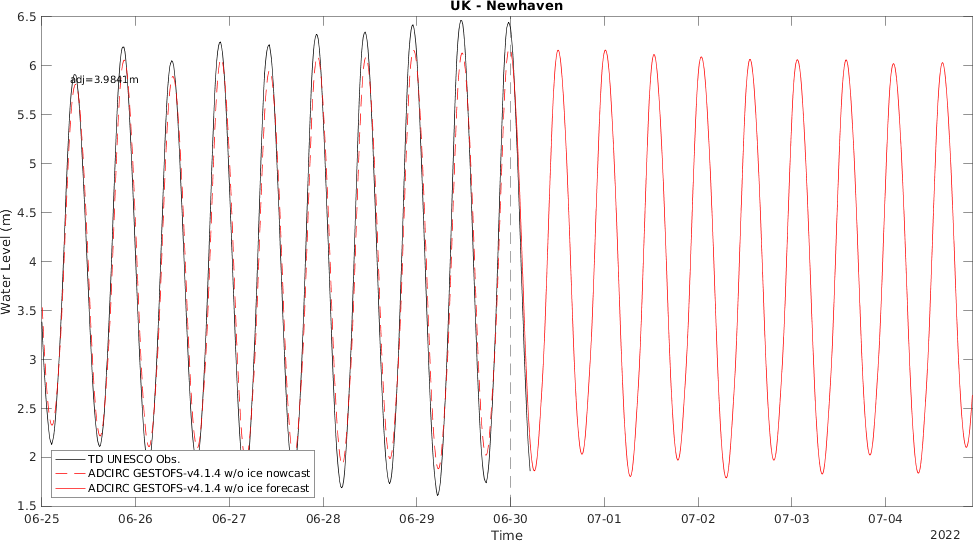 UK - Newhaven
6.5
6
5.5
5
4.5
4
3.5
3
2.5
2
1.5
Water Level (m)
adj=3.9841m
TD UNESCO Obs.
ADCIRC GESTOFS-v4.1.4 w/o ice nowcast
ADCIRC GESTOFS-v4.1.4 w/o ice forecast
06-25 06-26 06-27 06-28 06-29 06-30 07-01 07-02 07-03 07-04
Time
2022